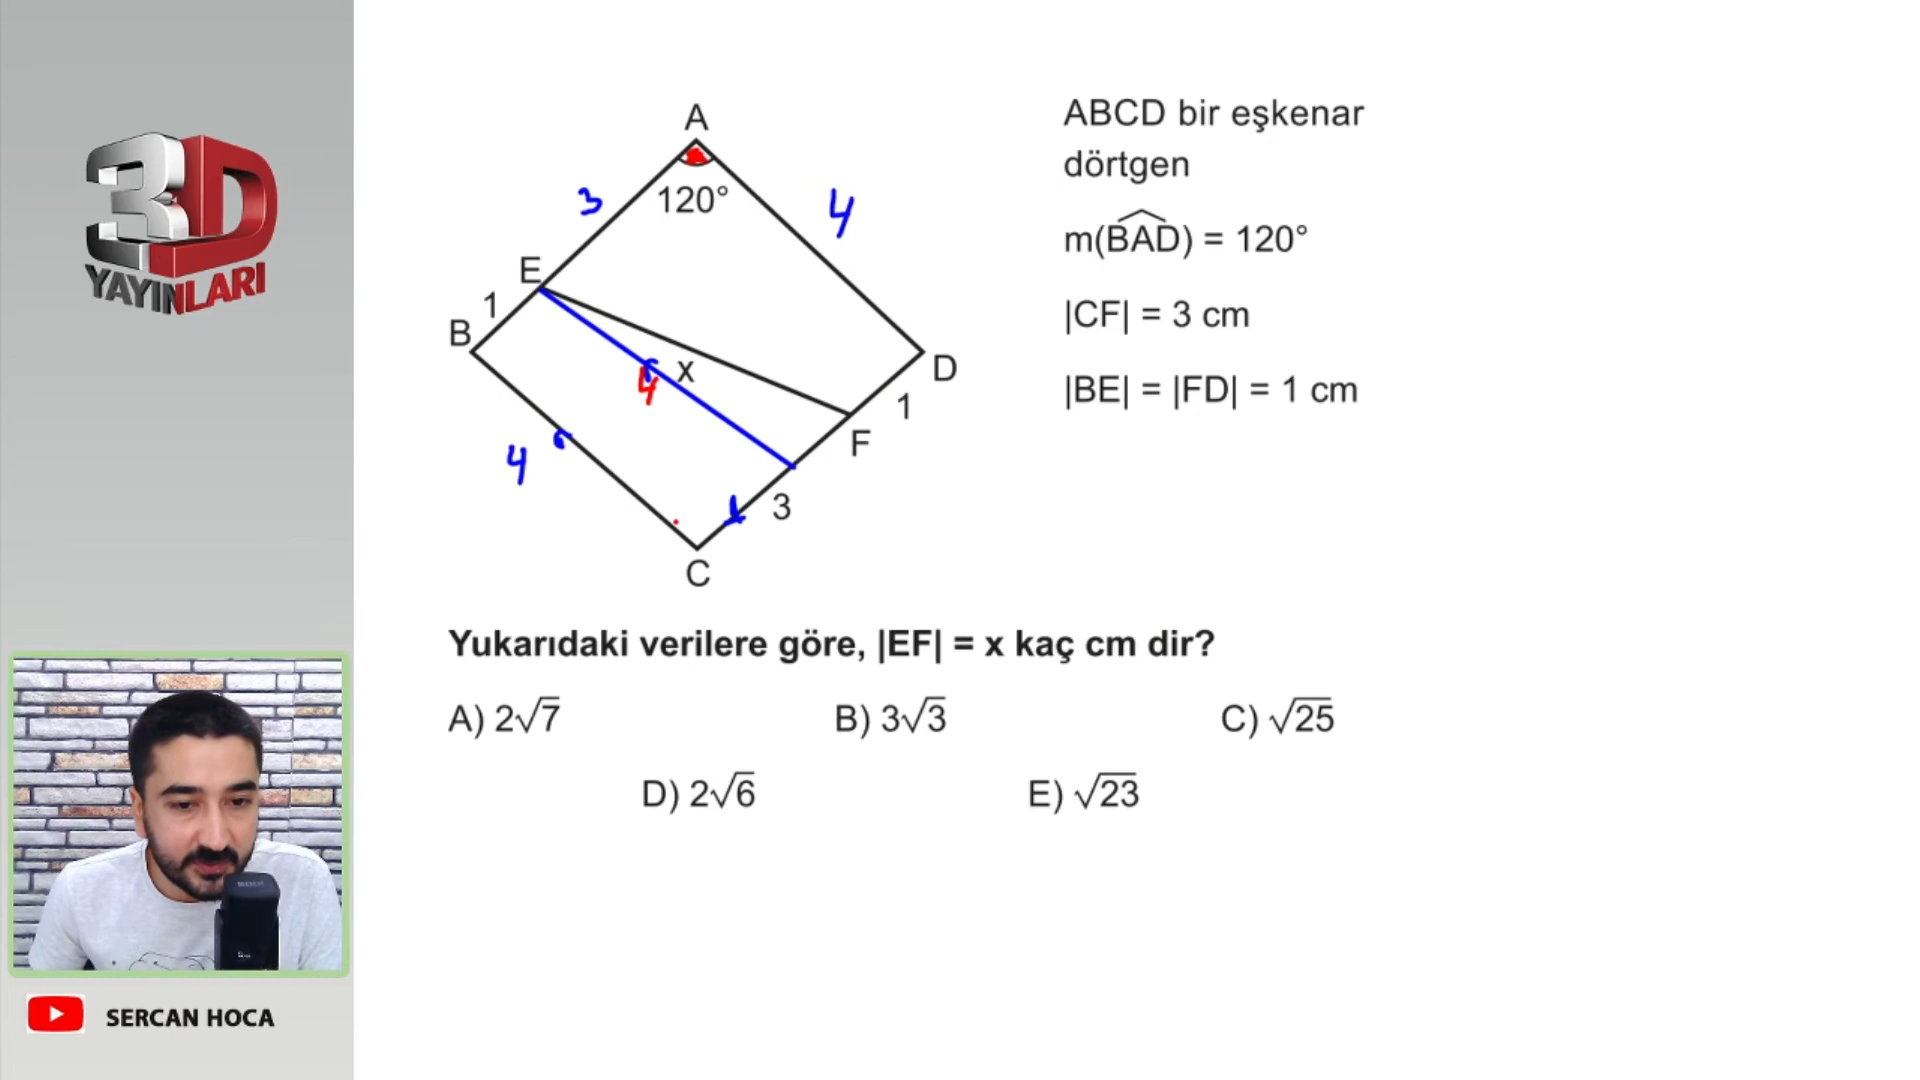 3D
YAYINLARI
A
120°
3
4
E
1
B
x
4
D
1
F
4
1
3
C
ABCD bir eşkenar
dörtgen
m(BAD) = 120°
|CF| = 3 cm
|BE| = |FD| = 1 cm
Yukarıdaki verilere göre, |EF| = x kaç cm dir?
A) 2√7 B) 3√3 C) √25
D) 2√6 E) √23
SERCAN HOCA